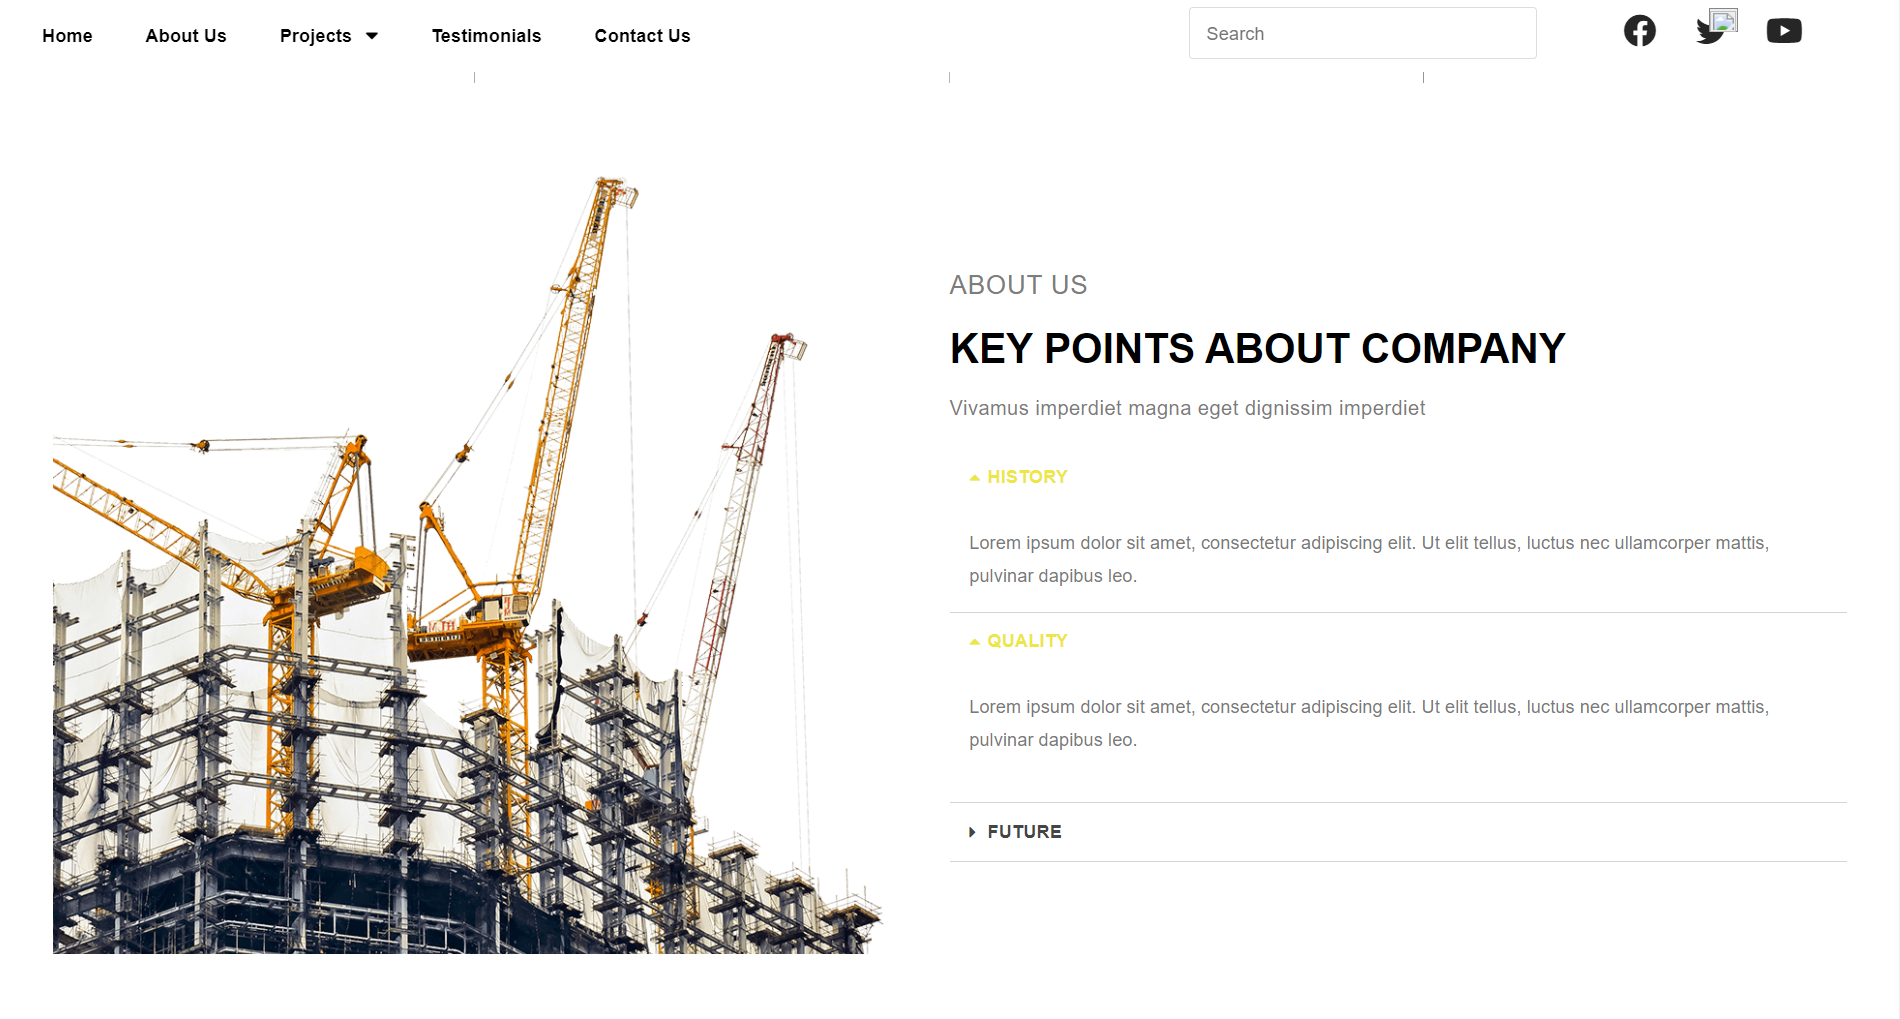 Home About Us Projects Testimonials Contact Us Search
ABOUT US
KEY POINTS ABOUT COMPANY
Vivamus imperdiet magna eget dignissim imperdiet
HISTORY
Lorem ipsum dolor sit amet, consectetur adipiscing elit. Ut elit tellus, luctus nec ullamcorper mattis,
pulvinar dapibus leo.
QUALITY
Lorem ipsum dolor sit amet, consectetur adipiscing elit. Ut elit tellus, luctus nec ullamcorper mattis,
pulvinar dapibus leo.
FUTURE